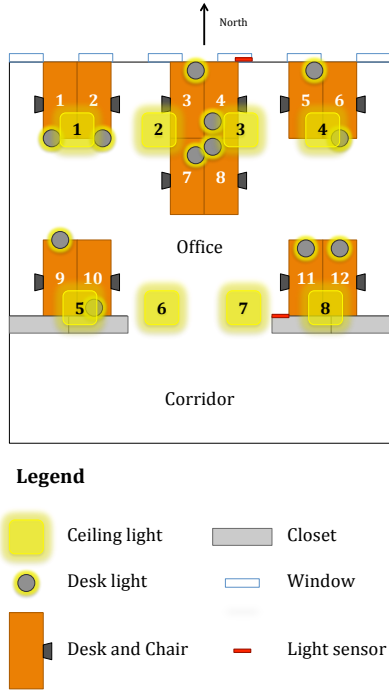 North
1 2 3 4 5 6
1 2 3 4
7 8
Office
9 10 11 12
5 6 7 8
Corridor
Legend
Ceiling light Closet
Desk light Window
Desk and Chair Light sensor